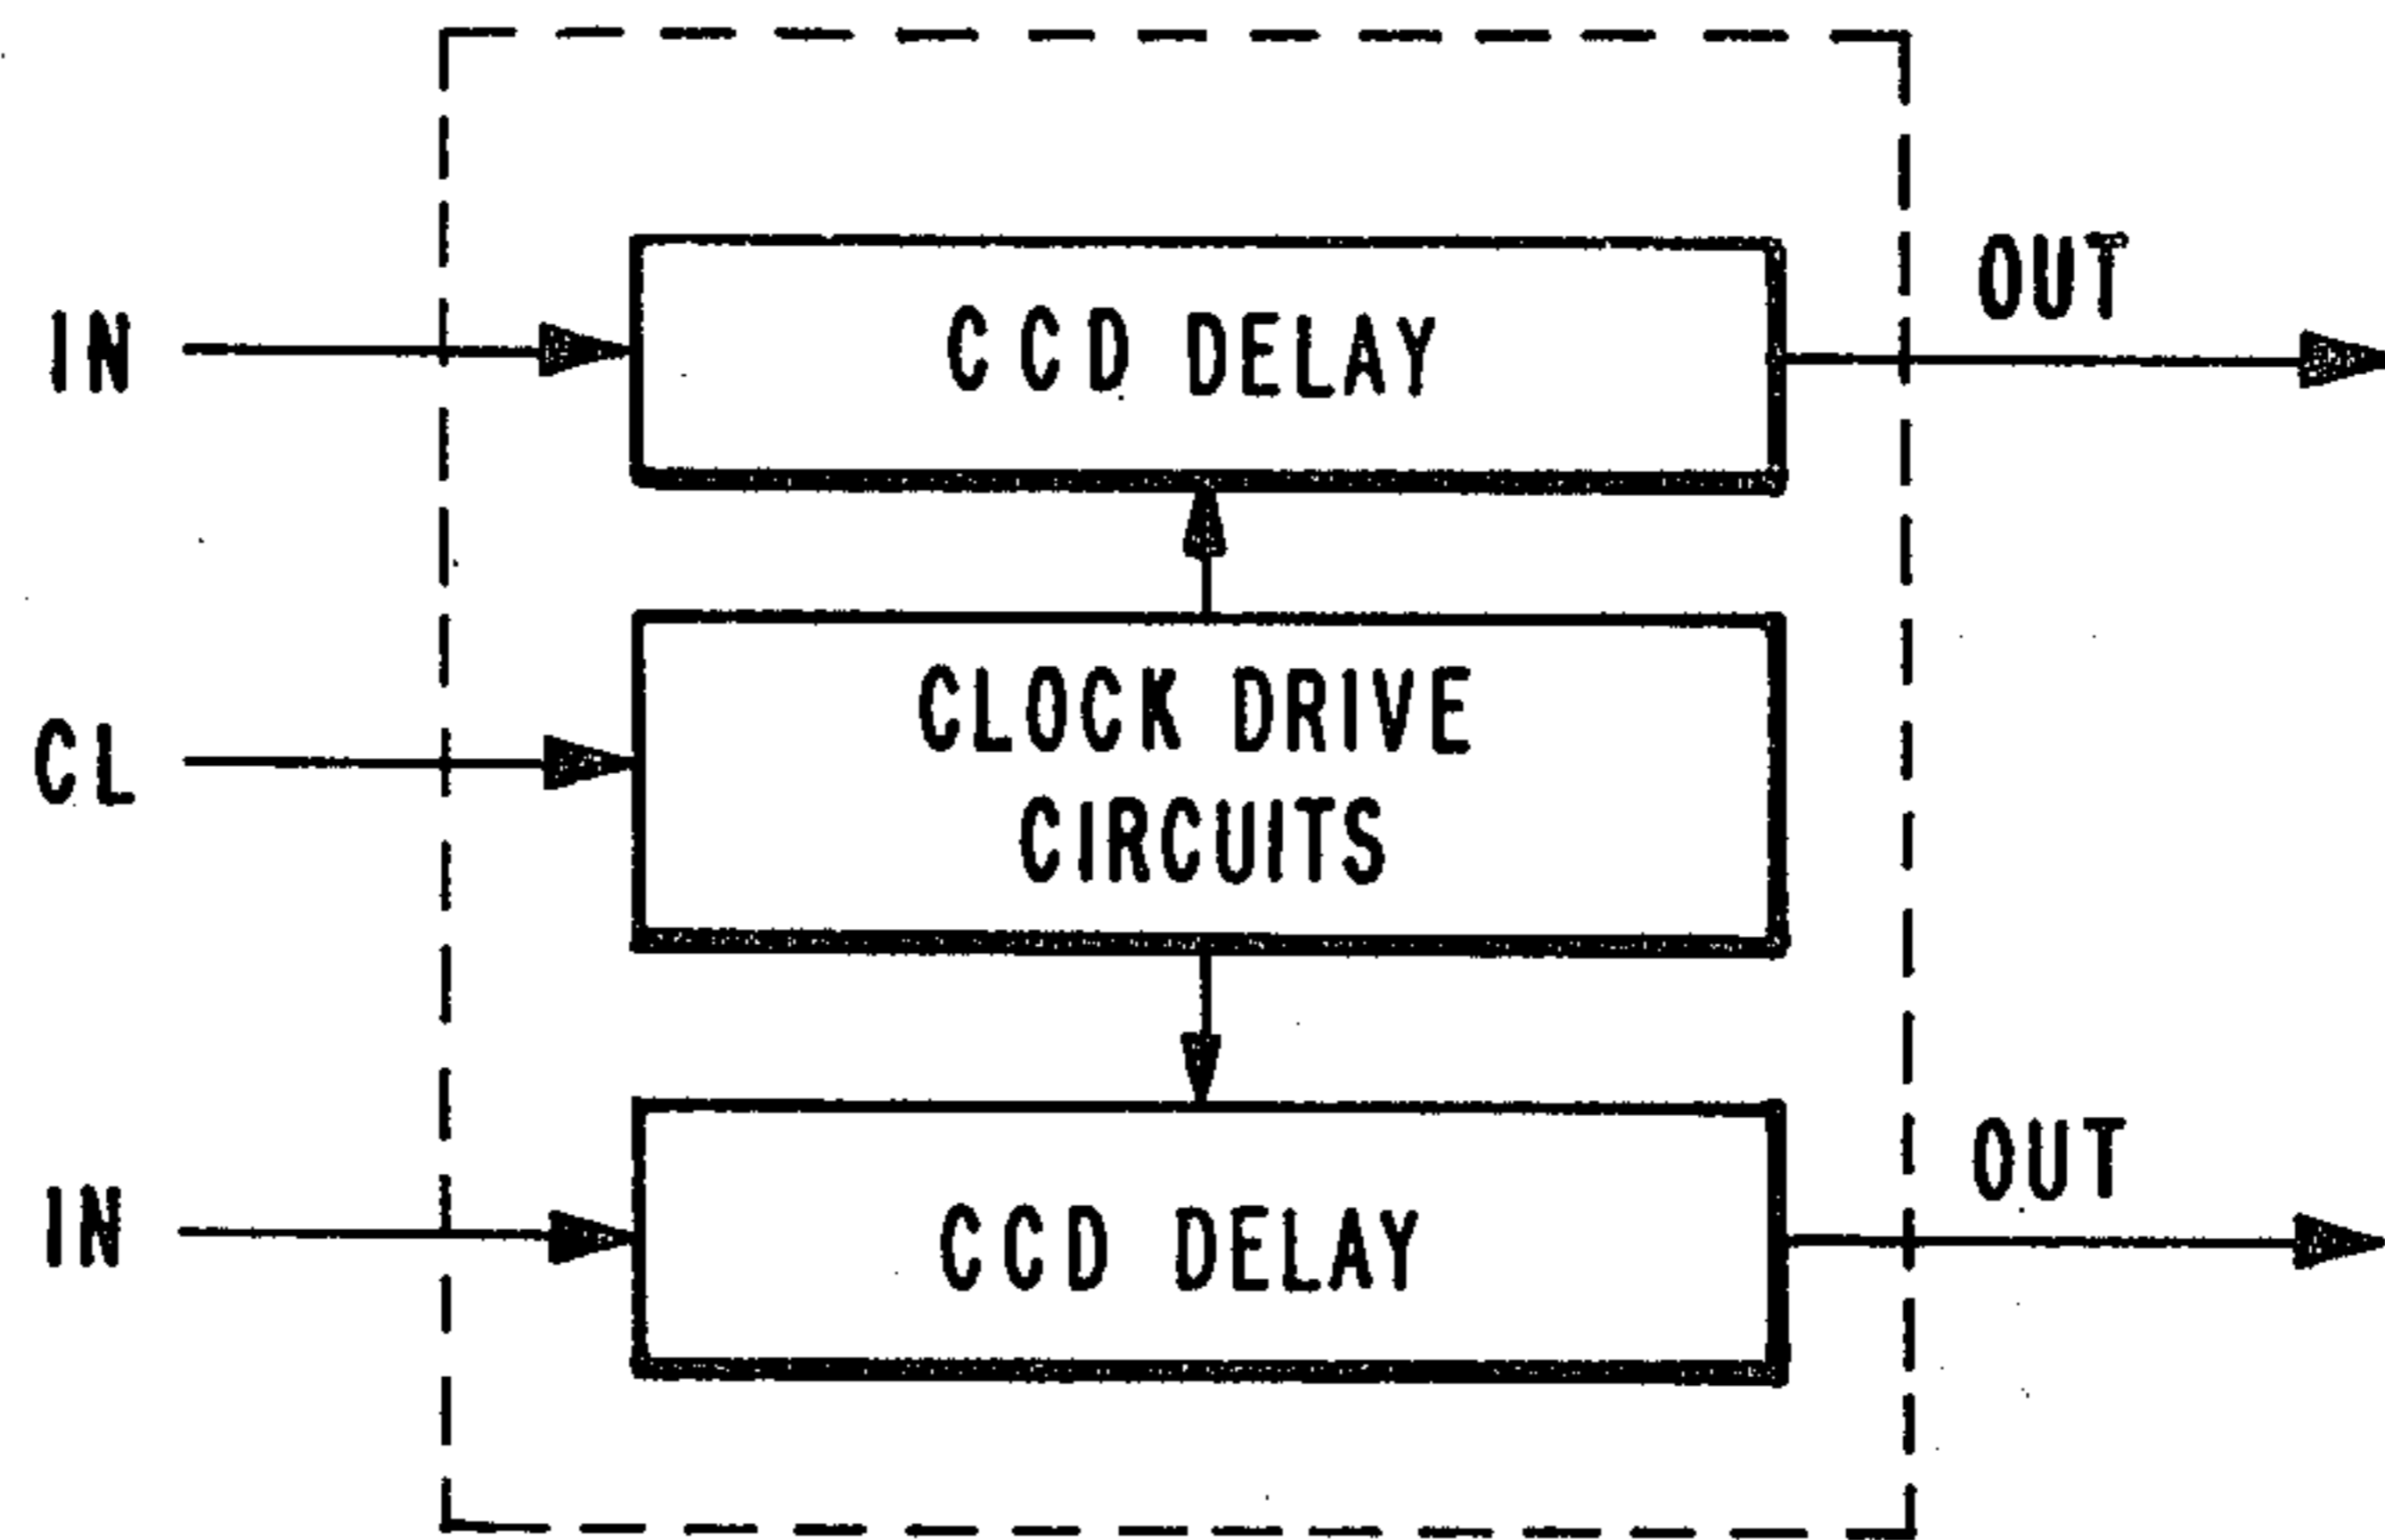 IN
CCD DELAY
OUT
CL
CLOCK DRIVE
CIRCUITS
IN
CCD DELAY
OUT